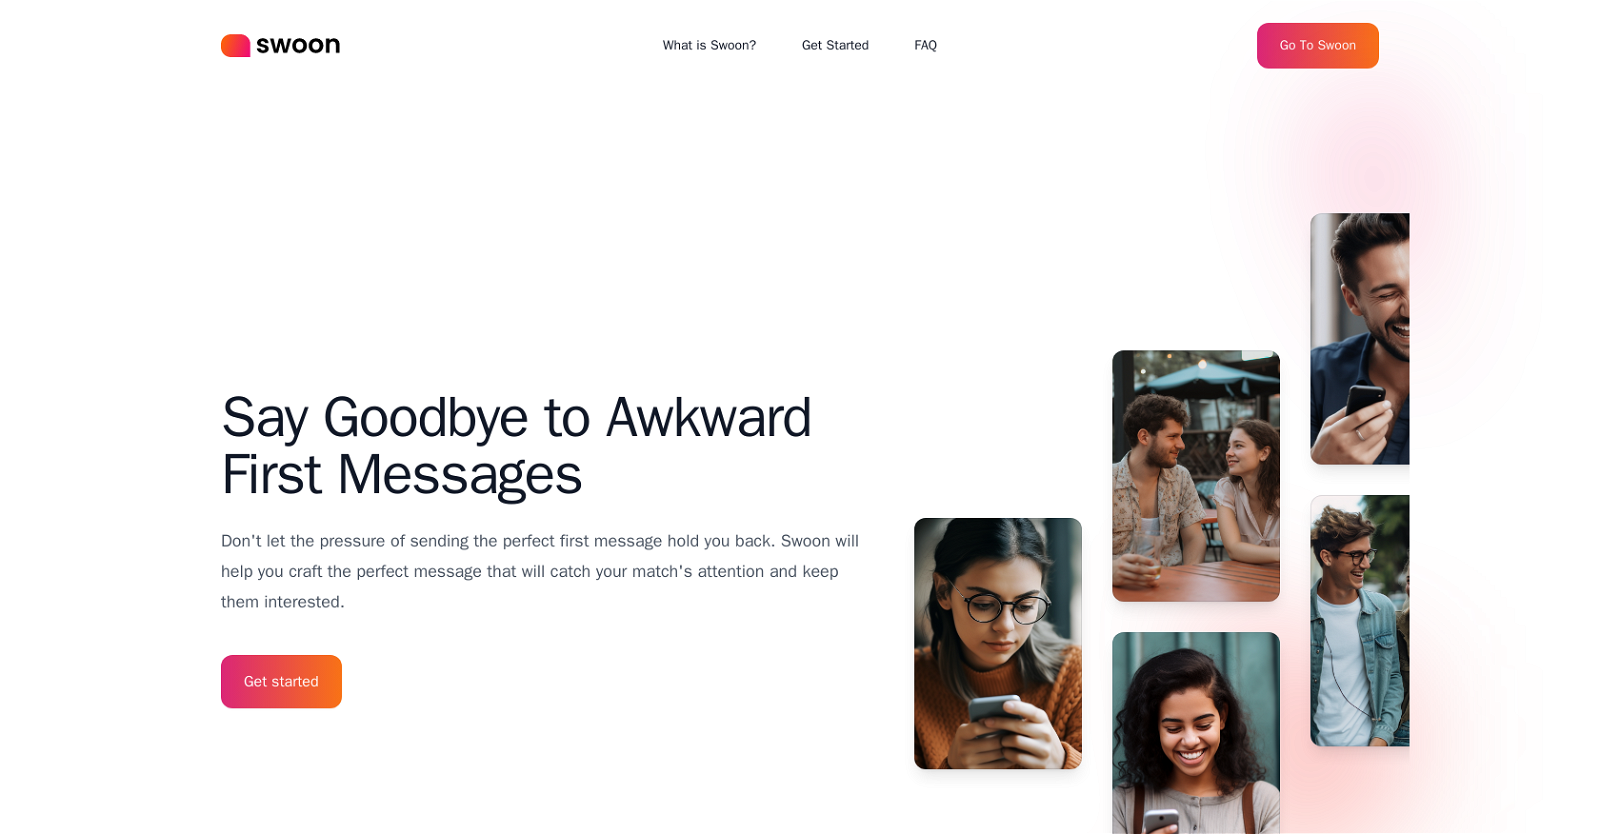 swoon
What is Swoon?
Get Started
FAQ
Go To Swoon
Say Goodbye to Awkward
First Messages
Don't let the pressure of sending the perfect first message hold you back. Swoon will
help you craft the perfect message that will catch your match's attention and keep
them interested.
Get started